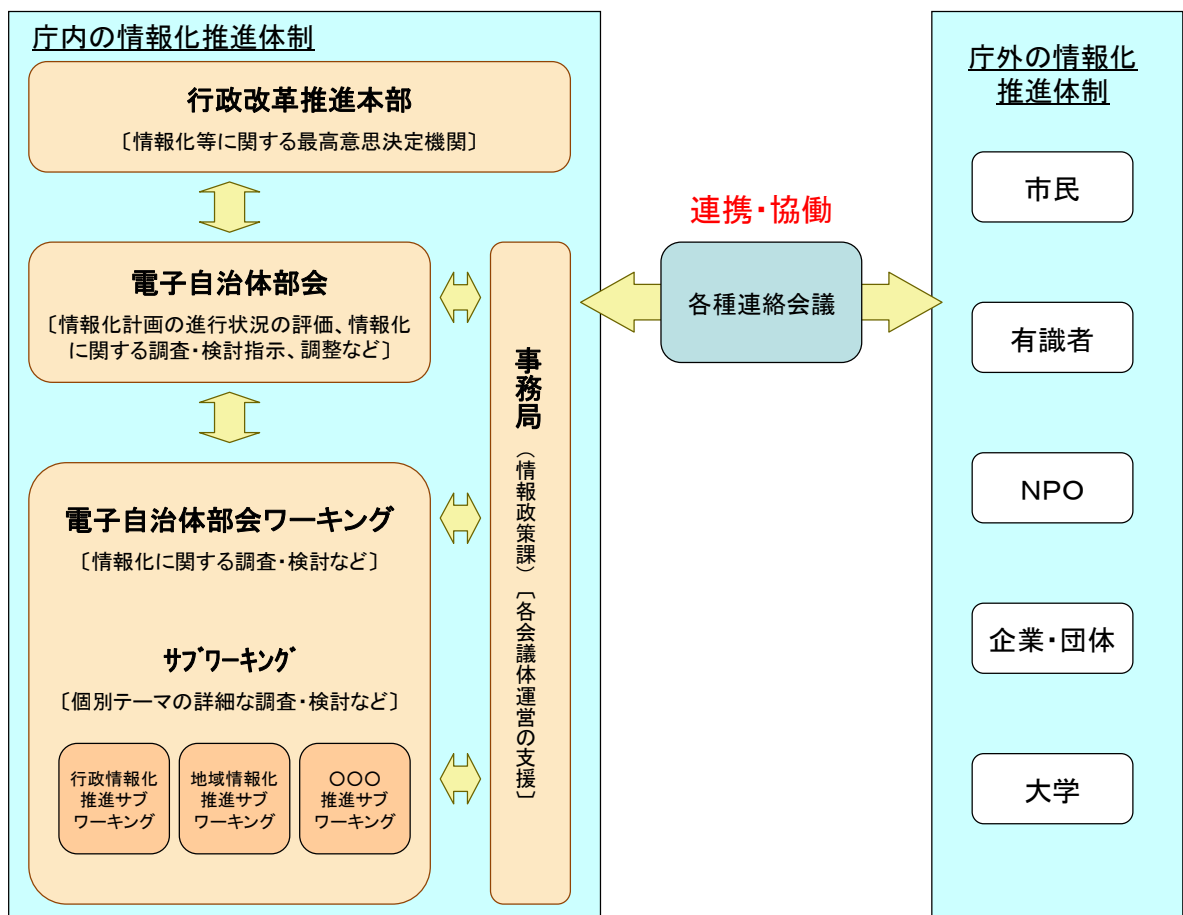 庁内の情報化推進体制
行政改革推進本部
〔情報化等に関する最高意思決定機関〕
電子自治体部会
〔情報化計画の進行状況の評価、情報化
に関する調査・検討指示、調整など〕
電子自治体部会ワーキング
〔情報化に関する調査・検討など〕
サブワーキング
〔個別テーマの詳細な調査・検討など〕
行政情報化
推進サブ
ワーキング
地域情報化
推進サブ
ワーキング
〇〇〇
推進サブ
ワーキング
事務局（情報政策課）〔各会議体運営の支援〕
連携・協働
各種連絡会議
庁外の情報化
推進体制
市民
有識者
NPO
企業・団体
大学